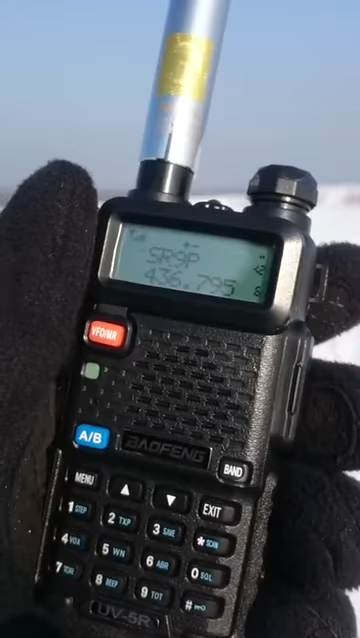 SR9P
436.795
VFO/MR
A/B
BAOFENG
BAND
MENU ▲ ▼ EXIT
1 STEP 2 TXP 3 SAVE * SCAN
4 VOX 5 WN 6 ABR 0 SQL
7 TDR 8 BEEP 9 TOT #
UV-5R